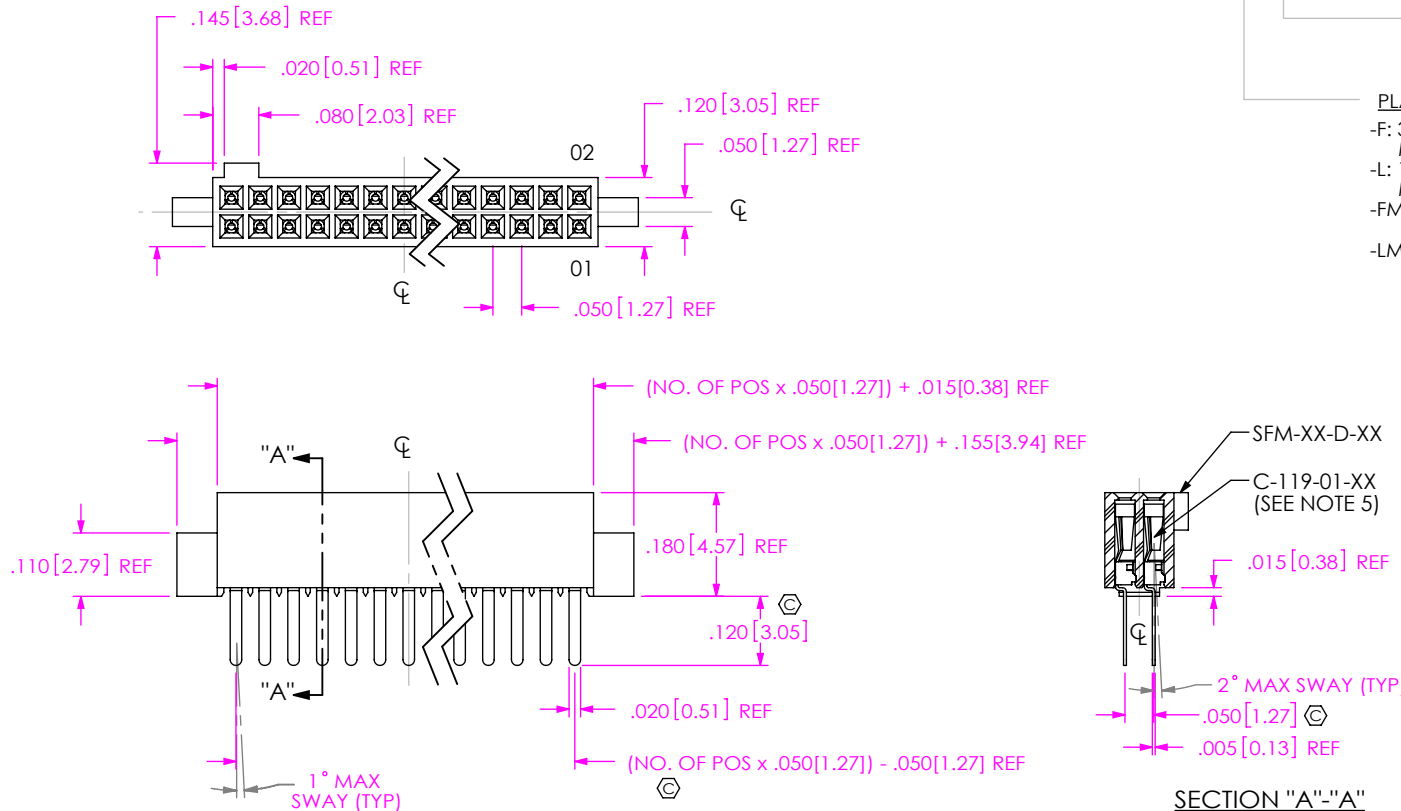 .145[3.68] REF
.020[0.51] REF
.080[2.03] REF
.120[3.05] REF
.050[1.27] REF
02
01
℄
℄
.050[1.27] REF
-F: 3
-L:
-FM
-LM
(NO. OF POS x .050[1.27]) + .015[0.38] REF
(NO. OF POS x .050[1.27]) + .155[3.94] REF
"A"
℄
.110[2.79] REF
.180[4.57] REF
C
.120[3.05]
"A"
.020[0.51] REF
(NO. OF POS x .050[1.27]) - .050[1.27] REF
C
1° MAX
SWAY (TYP)
SFM-XX-D-XX
C-119-01-XX
(SEE NOTE 5)
.015[0.38] REF
℄
2° MAX SWAY (TYP)
.050[1.27] C
.005[0.13] REF
SECTION "A"-"A"